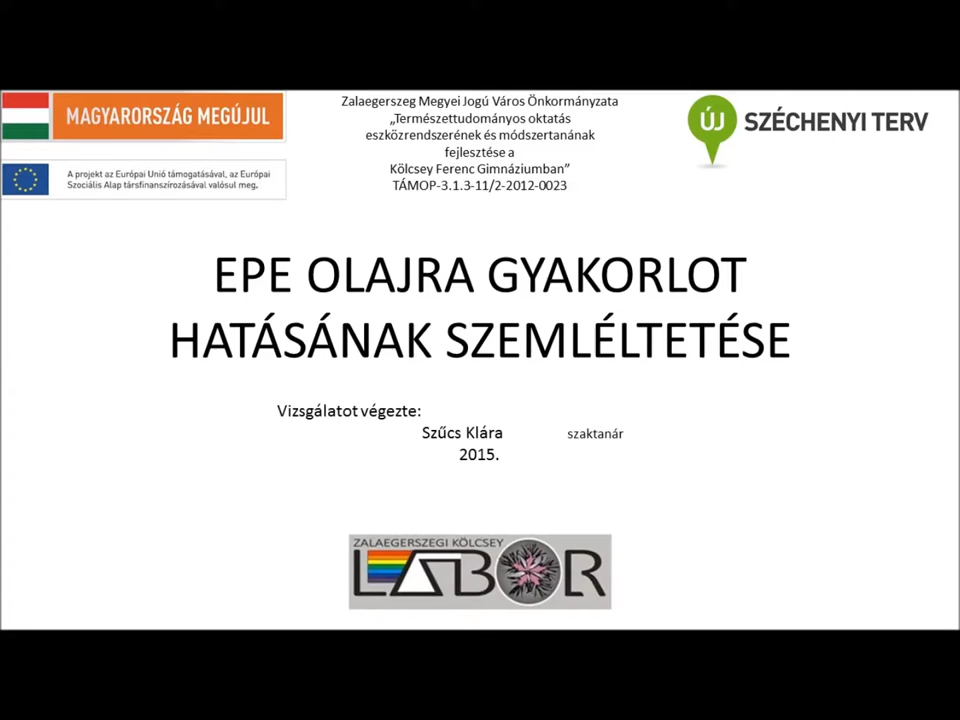 MAGYARORSZÁG MEGÚJUL
A projekt az Európai Unió támogatásával, az Európai
Szociális Alap társfinanszírozásával valósul meg.
Zalaegerszeg Megyei Jogú Város Önkormányzata
„Természettudományos oktatás
eszközrendszerének és módszertanának
fejlesztése a
Kölcsey Ferenc Gimnáziumban”
TÁMOP-3.1.3-11/2-2012-0023
ÚJ SZÉCHENYI TERV
EPE OLAJRA GYAKORLOT
HATÁSÁNAK SZEMLÉLTETÉSE
Vizsgálatot végezte:
Szűcs Klára szaktanár
2015.
ZALAEGERSZEGI KÖLCSEY
LABOR